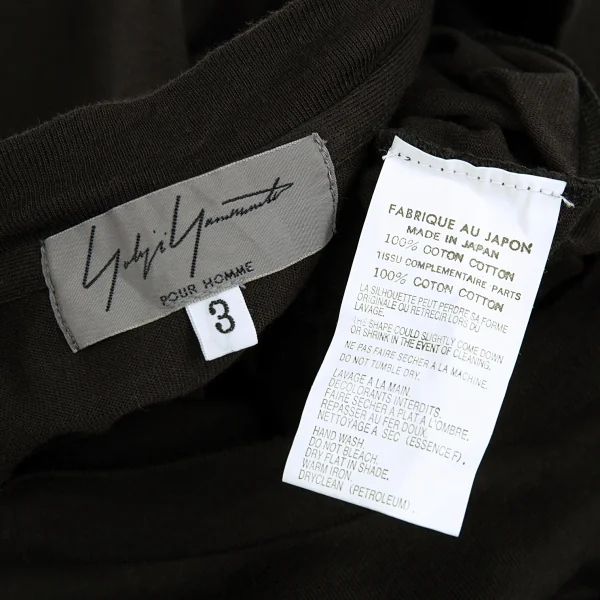 Yohji Yamamoto
POUR HOMME
3
FABRIQUE AU JAPON
MADE IN JAPAN
100% COTON COTTON
TISSU COMPLEMENTAIRE PARTS
100% COTON COTTON
LA SILHOUETTE PEUT PERDRE SA FORME
ORIGINALE OU RETRECIR LORS DU
LAVAGE.
THE SHAPE COULD SLIGHTLY COME DOWN
OR SHRINK IN THE EVENT OF CLEANING.
NE PAS FAIRE SECHER A LA MACHINE.
DO NOT TUMBLE DRY.
LAVAGE A LA MAIN.
DECOLORANTS INTERDITS.
FAIRE SECHER A PLAT A L'OMBRE.
REPASSER AU FER DOUX.
NETTOYAGE A SEC (ESSENCE F).
HAND WASH.
DO NOT BLEACH.
DRY FLAT IN SHADE.
WARM IRON.
DRYCLEAN (PETROLEUM).